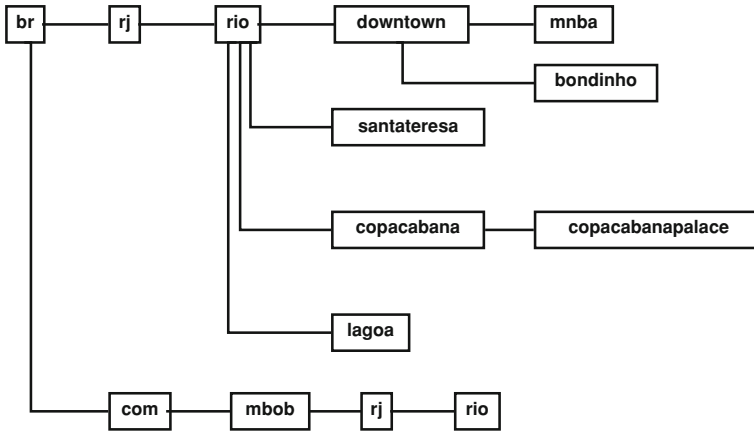 br rj rio downtown mnba
bondinho
santateresa
copacabana copacabanapalace
lagoa
com mbob rj rio